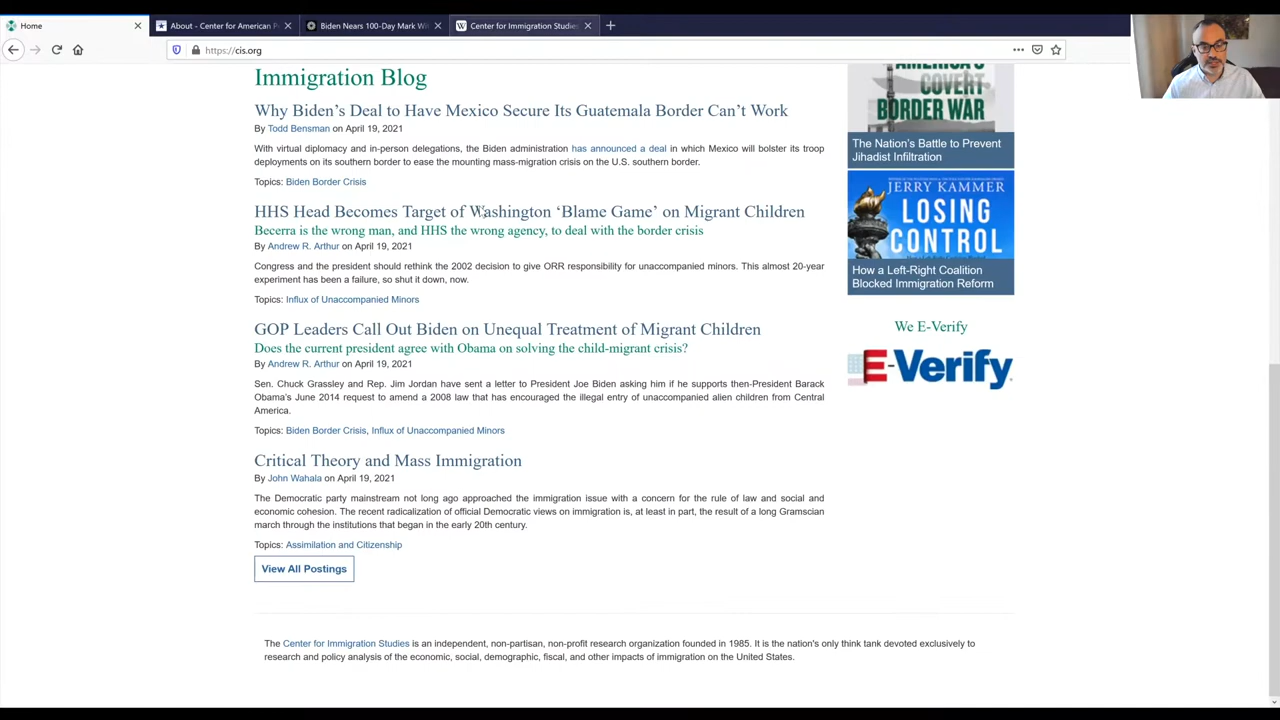 Home
About - Center for American P
Biden Nears 100-Day Mark Wi
Center for Immigration Studies
https://cis.org
Immigration Blog
Why Biden's Deal to Have Mexico Secure Its Guatemala Border Can't Work
By Todd Bensman on April 19, 2021
With virtual diplomacy and in-person delegations, the Biden administration has announced a deal in which Mexico will bolster its troop
deployments on its southern border to ease the mounting mass-migration crisis on the U.S. southern border.
Topics: Biden Border Crisis
HHS Head Becomes Target of Washington ‘Blame Game’ on Migrant Children
Becerra is the wrong man, and HHS the wrong agency, to deal with the border crisis
By Andrew R. Arthur on April 19, 2021
Congress and the president should rethink the 2002 decision to give ORR responsibility for unaccompanied minors. This almost 20-year
experiment has been a failure, so shut it down, now.
Topics: Influx of Unaccompanied Minors
GOP Leaders Call Out Biden on Unequal Treatment of Migrant Children
Does the current president agree with Obama on solving the child-migrant crisis?
By Andrew R. Arthur on April 19, 2021
Sen. Chuck Grassley and Rep. Jim Jordan have sent a letter to President Joe Biden asking him if he supports then-President Barack
Obama's June 2014 request to amend a 2008 law that has encouraged the illegal entry of unaccompanied alien children from Central
America.
Topics: Biden Border Crisis, Influx of Unaccompanied Minors
Critical Theory and Mass Immigration
By John Wahala on April 19, 2021
The Democratic party mainstream not long ago approached the immigration issue with a concern for the rule of law and social and
economic cohesion. The recent radicalization of official Democratic views on immigration is, at least in part, the result of a long Gramscian
march through the institutions that began in the early 20th century.
Topics: Assimilation and Citizenship
View All Postings
AMERICA'S
COVERT
BORDER WAR
The Nation's Battle to Prevent
Jihadist Infiltration
JERRY KAMMER
LOSING
CONTROL
How a Left-Right Coalition
Blocked Immigration Reform
We E-Verify
E-Verify
The Center for Immigration Studies is an independent, non-partisan, non-profit research organization founded in 1985. It is the nation's only think tank devoted exclusively to
research and policy analysis of the economic, social, demographic, fiscal, and other impacts of immigration on the United States.